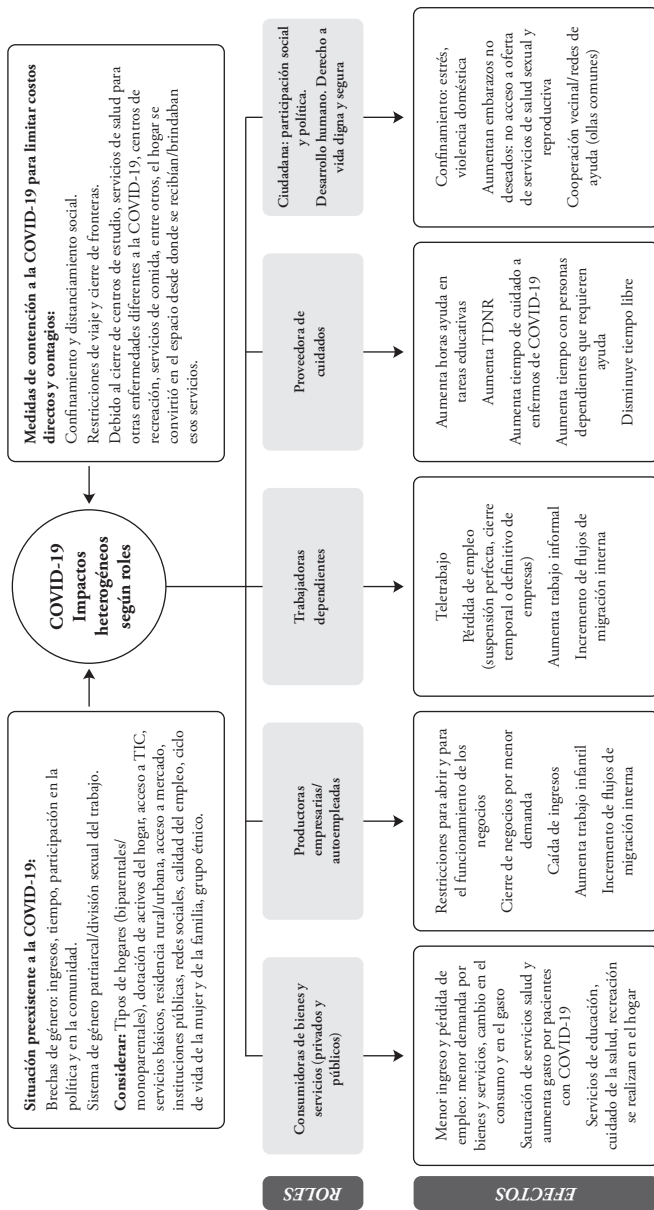 Situación preexistente a la COVID-19:
Brechas de género: ingresos, tiempo, participación en la
política y en la comunidad.
Sistema de género patriarcal/división sexual del trabajo.
Considerar: Tipos de hogares (biparentales/
monoparentales), dotación de activos del hogar, acceso a TIC,
servicios básicos, residencia rural/urbana, acceso a mercado,
instituciones públicas, redes sociales, calidad del empleo, ciclo
de vida de la mujer y de la familia, grupo étnico.
COVID-19
Impactos
heterogéneos
según roles
Medidas de contención a la COVID-19 para limitar costos
directos y contagios:
Confinamiento y distanciamiento social.
Restricciones de viaje y cierre de fronteras.
Debido al cierre de centros de estudio, servicios de salud para
otras enfermedades diferentes a la COVID-19, centros de
recreación, servicios de comida, entre otros, el hogar se
convirtió en el espacio desde donde se recibían/brindaban
esos servicios.
ROLES
Consumidoras de bienes y
servicios (privados y
públicos)
Productoras
empresarias/
autoempleadas
Trabajadoras
dependientes
Proveedora de
cuidados
Ciudadana: participación social
y política.
Desarrollo humano. Derecho a
vida digna y segura
EFECTOS
Menor ingreso y pérdida de
empleo: menor demanda por
bienes y servicios, cambio en el
consumo y en el gasto
Saturación de servicios salud y
aumenta gasto por pacientes
con COVID-19
Servicios de educación,
cuidado de la salud, recreación
se realizan en el hogar
Restricciones para abrir y para
el funcionamiento de los
negocios
Cierre de negocios por menor
demanda
Caída de ingresos
Aumenta trabajo infantil
Incremento de flujos de
migración interna
Teletrabajo
Pérdida de empleo
(suspensión perfecta, cierre
temporal o definitivo de
empresas)
Aumenta trabajo informal
Incremento de flujos de
migración interna
Aumenta horas ayuda en
tareas educativas
Aumenta TDNR
Aumenta tiempo de cuidado a
enfermos de COVID-19
Aumenta tiempo con personas
dependientes que requieren
ayuda
Disminuye tiempo libre
Confinamiento: estrés,
violencia doméstica
Aumentan embarazos no
deseados: no acceso a oferta
de servicios de salud sexual y
reproductiva
Cooperación vecinal/redes de
ayuda (ollas comunes)